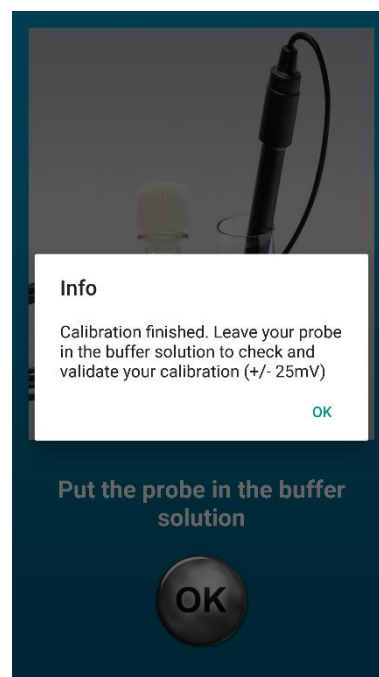 Info
Calibration finished. Leave your probe
in the buffer solution to check and
validate your calibration (+/- 25mV)
OK
Put the probe in the buffer
solution
OK